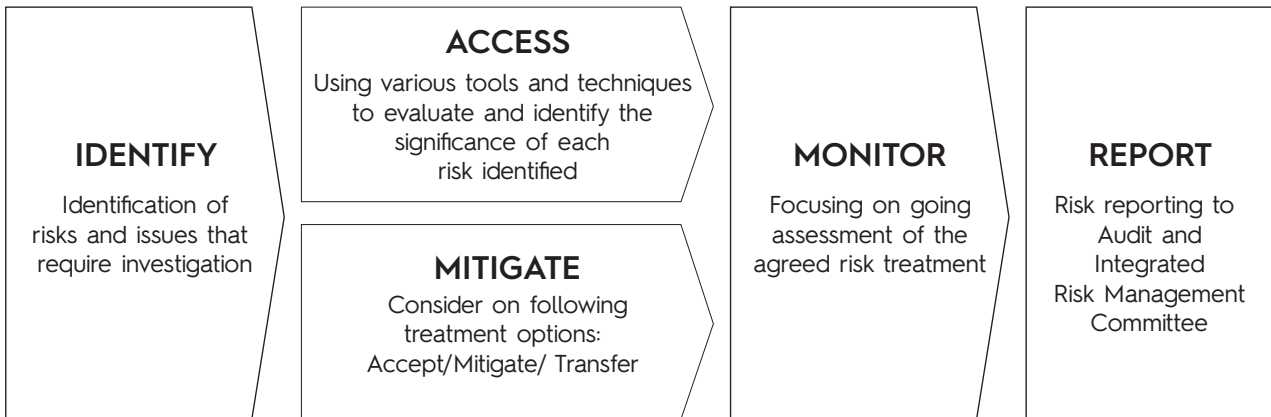 IDENTIFY
Identification of
risks and issues that
require investigation
ACCESS
Using various tools and techniques
to evaluate and identify the
significance of each
risk identified
MITIGATE
Consider on following
treatment options:
Accept/Mitigate/ Transfer
MONITOR
Focusing on going
assessment of the
agreed risk treatment
REPORT
Risk reporting to
Audit and
Integrated
Risk Management
Committee